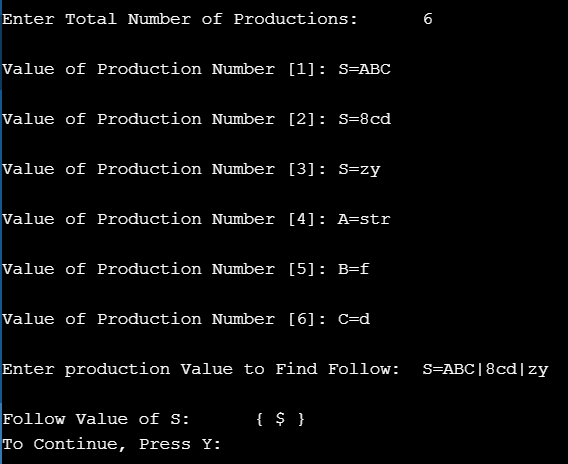 Enter Total Number of Productions: 6
Value of Production Number [1]: S=ABC
Value of Production Number [2]: S=8cd
Value of Production Number [3]: S=zy
Value of Production Number [4]: A=str
Value of Production Number [5]: B=f
Value of Production Number [6]: C=d
Enter production Value to Find Follow: S=ABC|8cd|zy
Follow Value of S: { $ }
To Continue, Press Y: